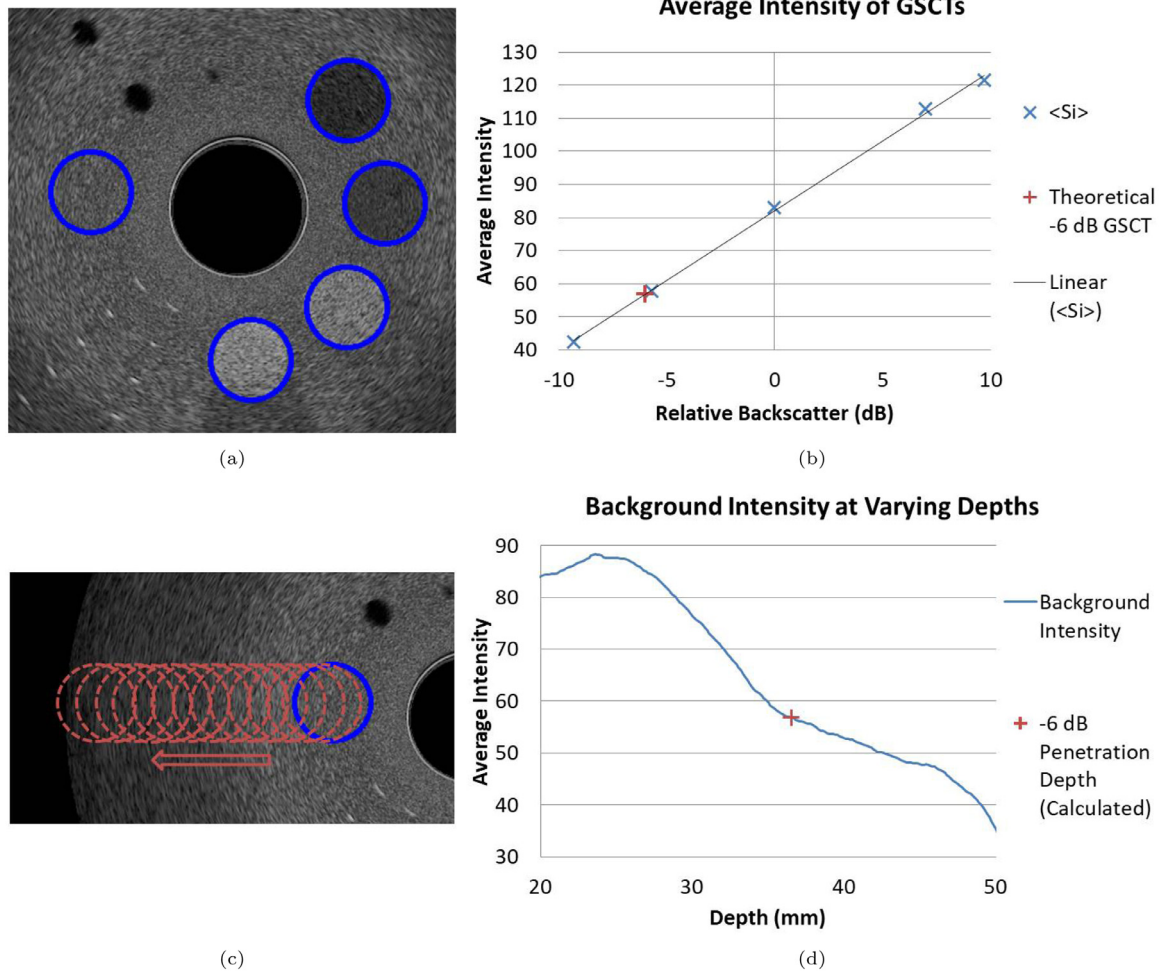 Average Intensity of GSCTs
Average Intensity
130
120
110
100
90
80
70
60
50
40
-10
-5
0
5
10
Relative Backscatter (dB)
<Si>
Theoretical
-6 dB GSCT
Linear
(<Si>)
(a)
(b)
Background Intensity at Varying Depths
Average Intensity
90
80
70
60
50
40
30
20
30
40
50
Depth (mm)
Background
Intensity
-6 dB
Penetration
Depth
(Calculated)
(c)
(d)